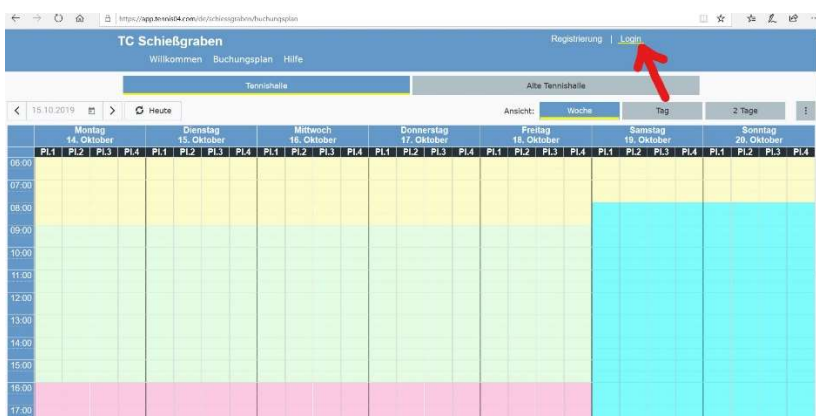 https://app.tennis04.com/de/schiessgraben/buchungsplan
TC Schießgraben
Registrierung | Login
Willkommen Buchungsplan Hilfe
Tennishalle Alte Tennishalle
15.10.2019 Heute Ansicht: Woche Tag 2 Tage
Montag Dienstag Mittwoch Donnerstag Freitag Samstag Sonntag
14. Oktober 15. Oktober 16. Oktober 17. Oktober 18. Oktober 19. Oktober 20. Oktober
Pl.1 Pl.2 Pl.3 Pl.4 Pl.1 Pl.2 Pl.3 Pl.4 Pl.1 Pl.2 Pl.3 Pl.4 Pl.1 Pl.2 Pl.3 Pl.4 Pl.1 Pl.2 Pl.3 Pl.4 Pl.1 Pl.2 Pl.3 Pl.4 Pl.1 Pl.2 Pl.3 Pl.4
06:00
07:00
08:00
09:00
10:00
11:00
12:00
13:00
14:00
15:00
16:00
17:00